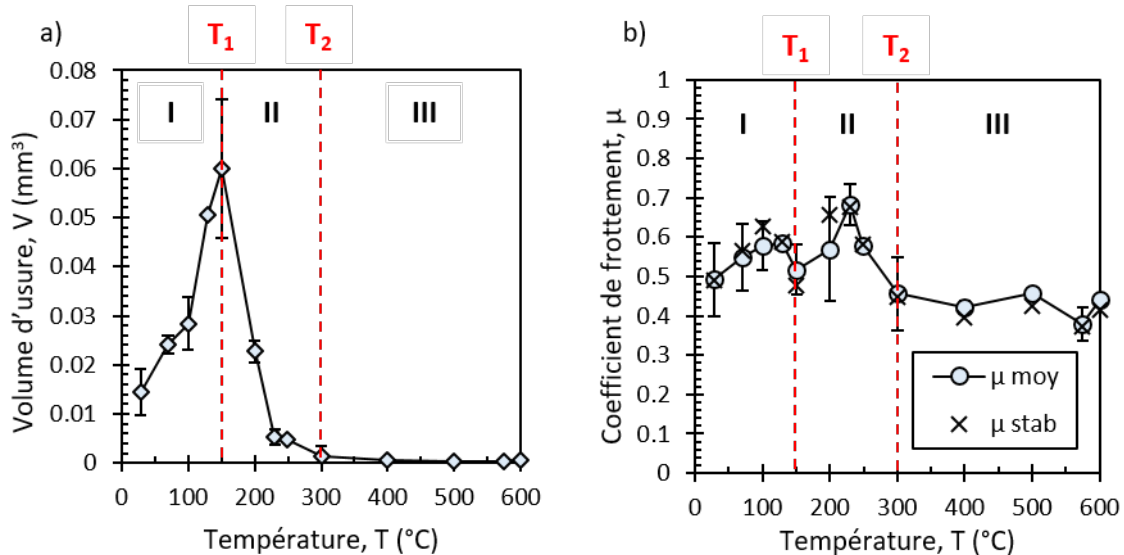 a)
T1
T2
0.08
0.07
0.06
0.05
0.04
0.03
0.02
0.01
0
I
II
III
Volume d'usure, V (mm³)
0 100 200 300 400 500 600
Température, T (°C)
b)
T1
T2
1
0.9
0.8
0.7
0.6
0.5
0.4
0.3
0.2
0.1
0
I
II
III
Coefficient de frottement, μ
μ moy
μ stab
0 100 200 300 400 500 600
Température, T (°C)